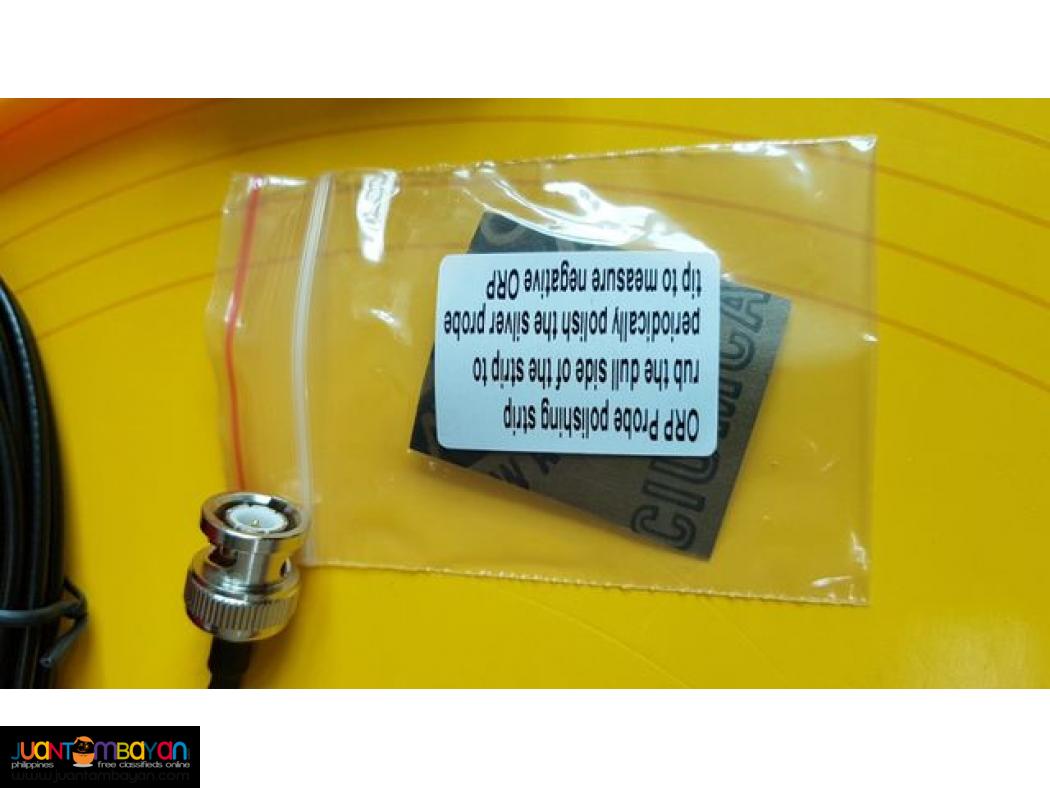 ORP Probe polishing strip
rub the dull side of the strip to
periodically polish the silver probe
tip to measure negative ORP
JUANTAMBAYAN
philippines free classifieds online
www.juantambayan.com